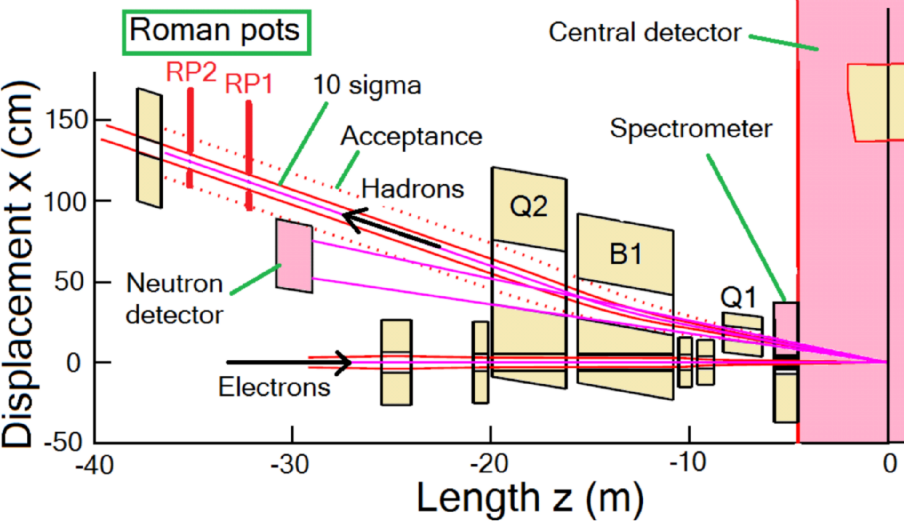 Roman pots
Central detector
RP2
RP1
10 sigma
Acceptance
Spectrometer
Hadrons
Q2
B1
Q1
Neutron
detector
Electrons
Displacement x (cm)
150
100
50
0
-50
-40
-30
-20
-10
0
Length z (m)